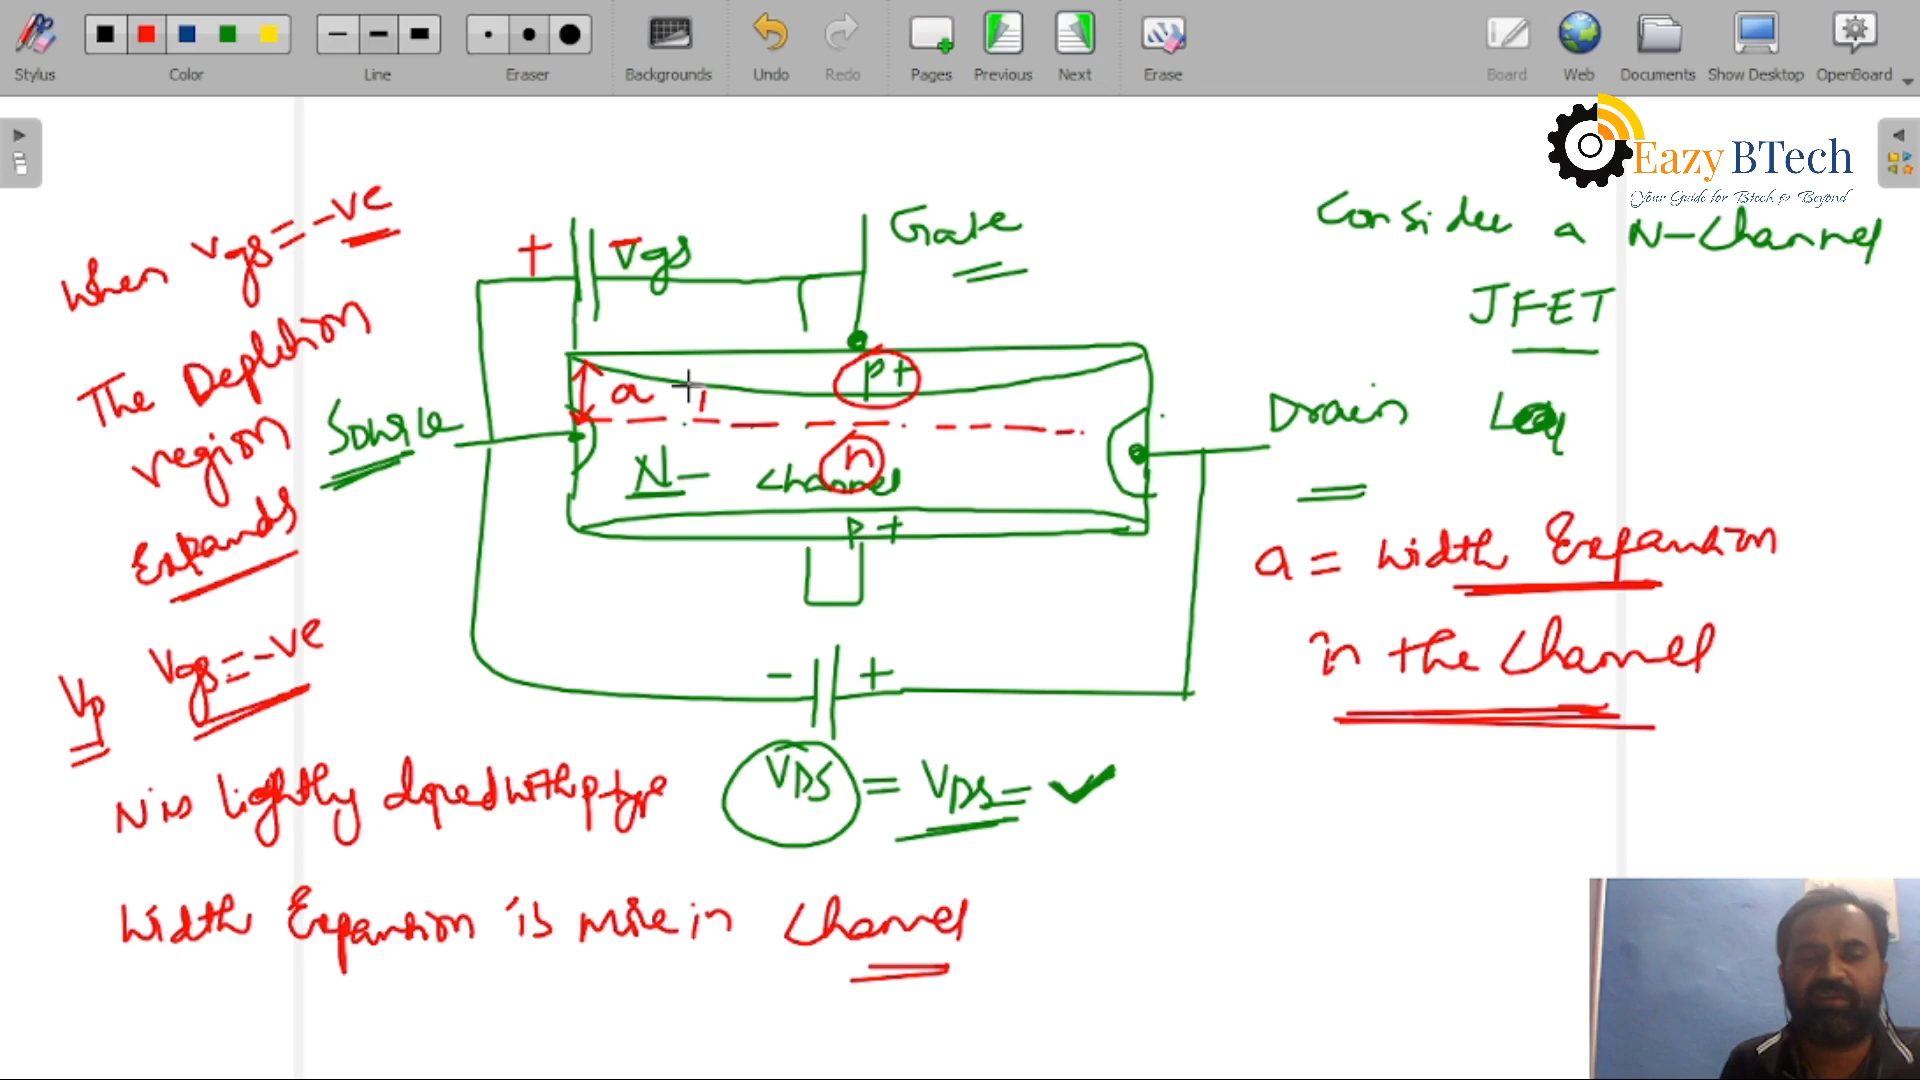 Stylus
Color
Line
Eraser
Backgrounds
Undo
Redo
Pages
Previous
Next
Erase
Board
Web
Documents
Show Desktop
OpenBoard
Eazy BTech
Your Guide for Btech & Beyond
Consider a N-Channel
JFET
When Vgs = -ve
The Depletion
region
Expands
Vp Vgs = -ve
+ Vgs
-
Gate
Source
Drain
a
P+
n
N- channel
P+
- +
VDS = VDS =
a = width Expansion
in the channel
N is lightly doped with p type
Width Expansion is more in channel